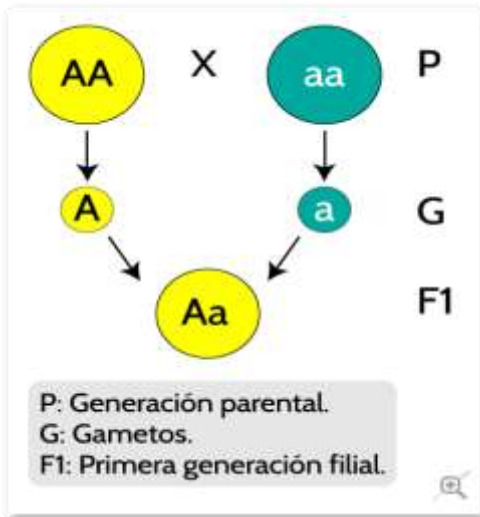 AA X aa P
A a G
Aa F1
P: Generación parental.
G: Gametos.
F1: Primera generación filial.